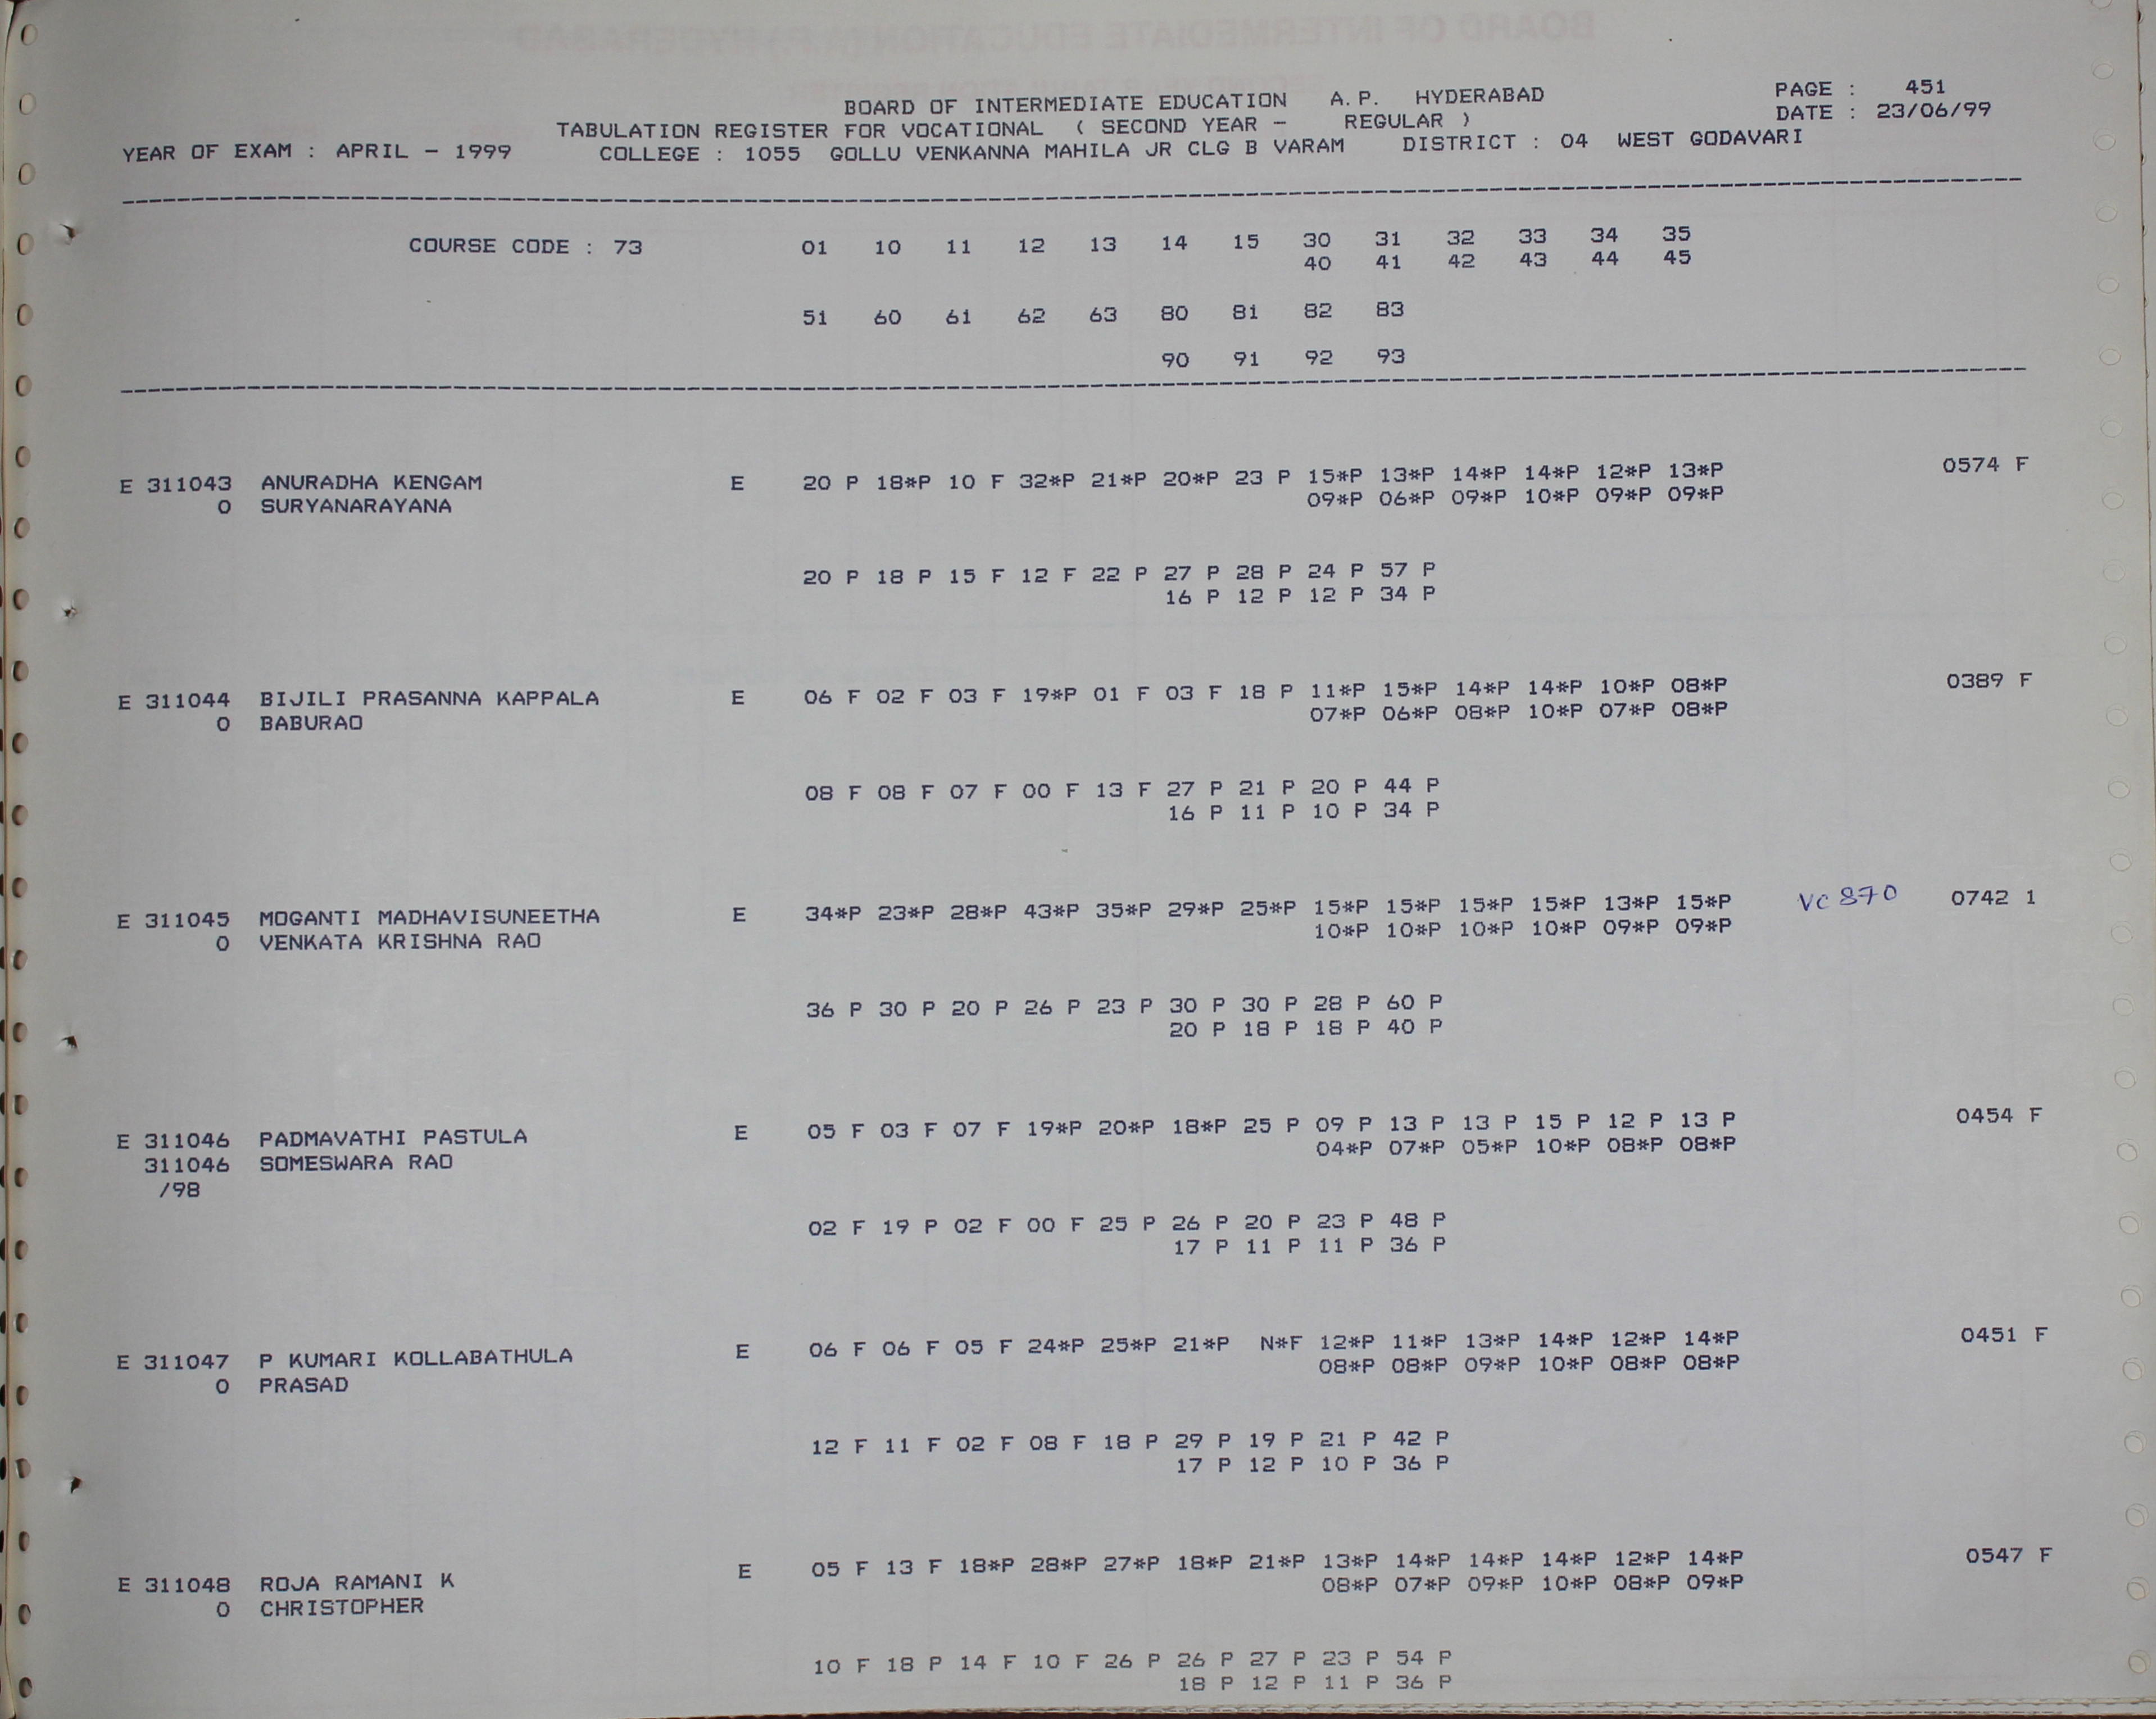 BOARD OF INTERMEDIATE EDUCATION A.P. HYDERABAD PAGE : 451
TABULATION REGISTER FOR VOCATIONAL ( SECOND YEAR - REGULAR ) DATE : 23/06/99
YEAR OF EXAM : APRIL - 1999 COLLEGE : 1055 GOLLU VENKANNA MAHILA JR CLG B VARAM DISTRICT : 04 WEST GODAVARI
COURSE CODE : 73 01 10 11 12 13 14 15 30 31 32 33 34 35
40 41 42 43 44 45
51 60 61 62 63 80 81 82 83
90 91 92 93
E 311043 ANURADHA KENGAM E 20 P 18*P 10 F 32*P 21*P 20*P 23 P 15*P 13*P 14*P 14*P 12*P 13*P 0574 F
0 SURYANARAYANA 09*P 06*P 09*P 10*P 09*P 09*P
20 P 18 P 15 F 12 F 22 P 27 P 28 P 24 P 57 P
16 P 12 P 12 P 34 P
E 311044 BIJILI PRASANNA KAPPALA E 06 F 02 F 03 F 19*P 01 F 03 F 18 P 11*P 15*P 14*P 14*P 10*P 08*P 0389 F
0 BABURAO 07*P 06*P 08*P 10*P 07*P 08*P
08 F 08 F 07 F 00 F 13 F 27 P 21 P 20 P 44 P
16 P 11 P 10 P 34 P
E 311045 MOGANTI MADHAVISUNEETHA E 34*P 23*P 28*P 43*P 35*P 29*P 25*P 15*P 15*P 15*P 15*P 13*P 15*P VC 870 0742 1
0 VENKATA KRISHNA RAO 10*P 10*P 10*P 10*P 09*P 09*P
36 P 30 P 20 P 26 P 23 P 30 P 30 P 28 P 60 P
20 P 18 P 18 P 40 P
E 311046 PADMAVATHI PASTULA E 05 F 03 F 07 F 19*P 20*P 18*P 25 P 09 P 13 P 13 P 15 P 12 P 13 P 0454 F
311046 SOMESWARA RAO 04*P 07*P 05*P 10*P 08*P 08*P
/98
02 F 19 P 02 F 00 F 25 P 26 P 20 P 23 P 48 P
17 P 11 P 11 P 36 P
E 311047 P KUMARI KOLLABATHULA E 06 F 06 F 05 F 24*P 25*P 21*P N*F 12*P 11*P 13*P 14*P 12*P 14*P 0451 F
0 PRASAD 08*P 08*P 09*P 10*P 08*P 08*P
12 F 11 F 02 F 08 F 18 P 29 P 19 P 21 P 42 P
17 P 12 P 10 P 36 P
E 311048 ROJA RAMANI K E 05 F 13 F 18*P 28*P 27*P 18*P 21*P 13*P 14*P 14*P 14*P 12*P 14*P 0547 F
0 CHRISTOPHER 08*P 07*P 09*P 10*P 08*P 09*P
10 F 18 P 14 F 10 F 26 P 26 P 27 P 23 P 54 P
18 P 12 P 11 P 36 P